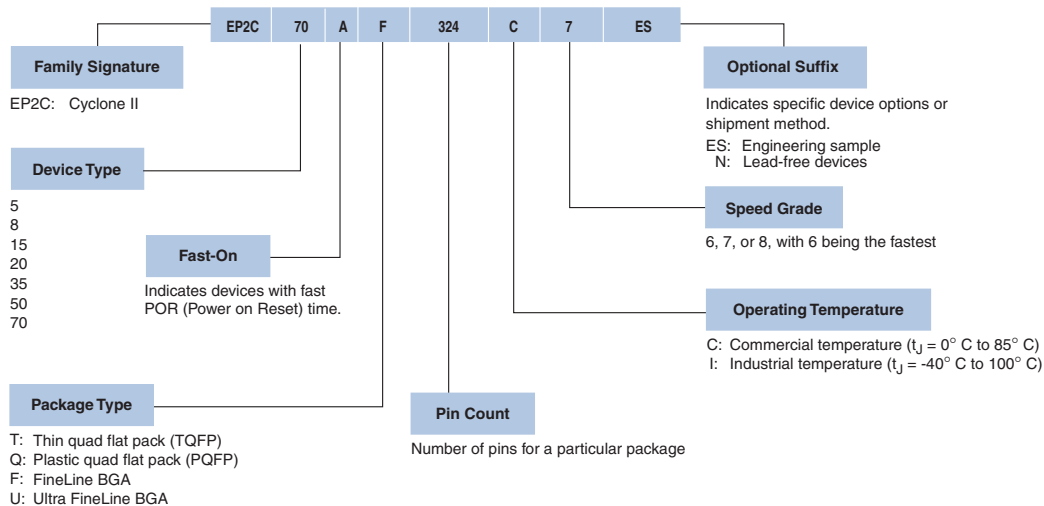 EP2C 70 A F 324 C 7 ES
Family Signature
EP2C: Cyclone II
Optional Suffix
Indicates specific device options or
shipment method.
ES: Engineering sample
N: Lead-free devices
Device Type
5
8
15
20
35
50
70
Speed Grade
6, 7, or 8, with 6 being the fastest
Fast-On
Indicates devices with fast
POR (Power on Reset) time.
Operating Temperature
C: Commercial temperature (tJ = 0° C to 85° C)
I: Industrial temperature (tJ = -40° C to 100° C)
Package Type
T: Thin quad flat pack (TQFP)
Q: Plastic quad flat pack (PQFP)
F: FineLine BGA
U: Ultra FineLine BGA
Pin Count
Number of pins for a particular package